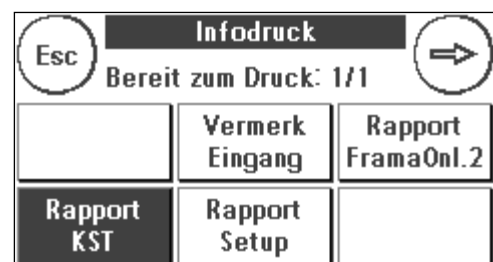 Infodruck
Esc
Bereit zum Druck: 1/1
Vermerk
Eingang
Rapport
FramaOnl.2
Rapport
KST
Rapport
Setup